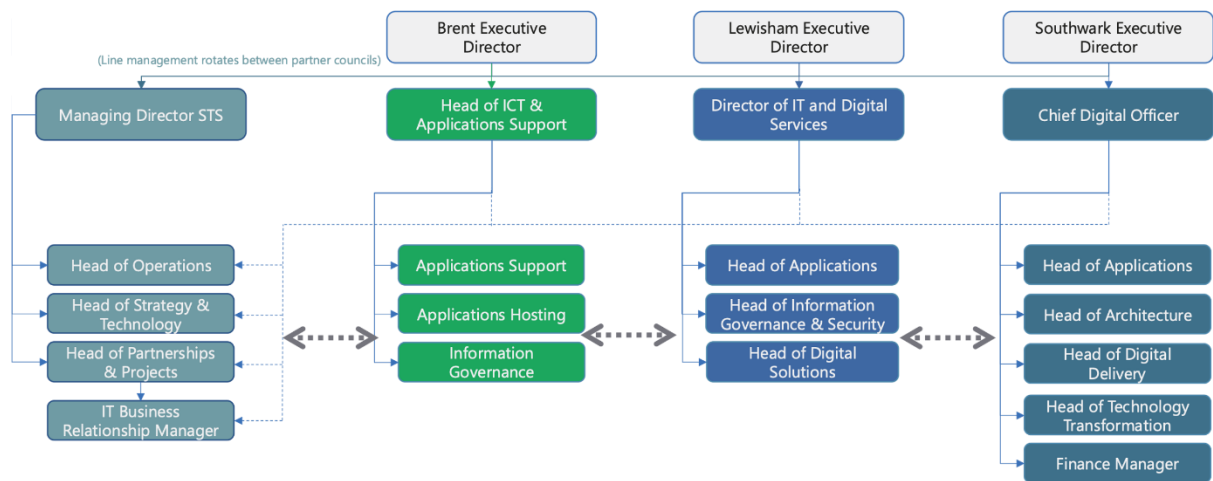 Brent Executive
Director
Lewisham Executive
Director
Southwark Executive
Director
(Line management rotates between partner councils)
Managing Director STS
Head of ICT &
Applications Support
Director of IT and Digital
Services
Chief Digital Officer
Head of Operations
Applications Support
Head of Applications
Head of Applications
Head of Strategy &
Technology
Applications Hosting
Head of Information
Governance & Security
Head of Architecture
Head of Partnerships
& Projects
Information
Governance
Head of Digital
Solutions
Head of Digital
Delivery
IT Business
Relationship Manager
Head of Technology
Transformation
Finance Manager